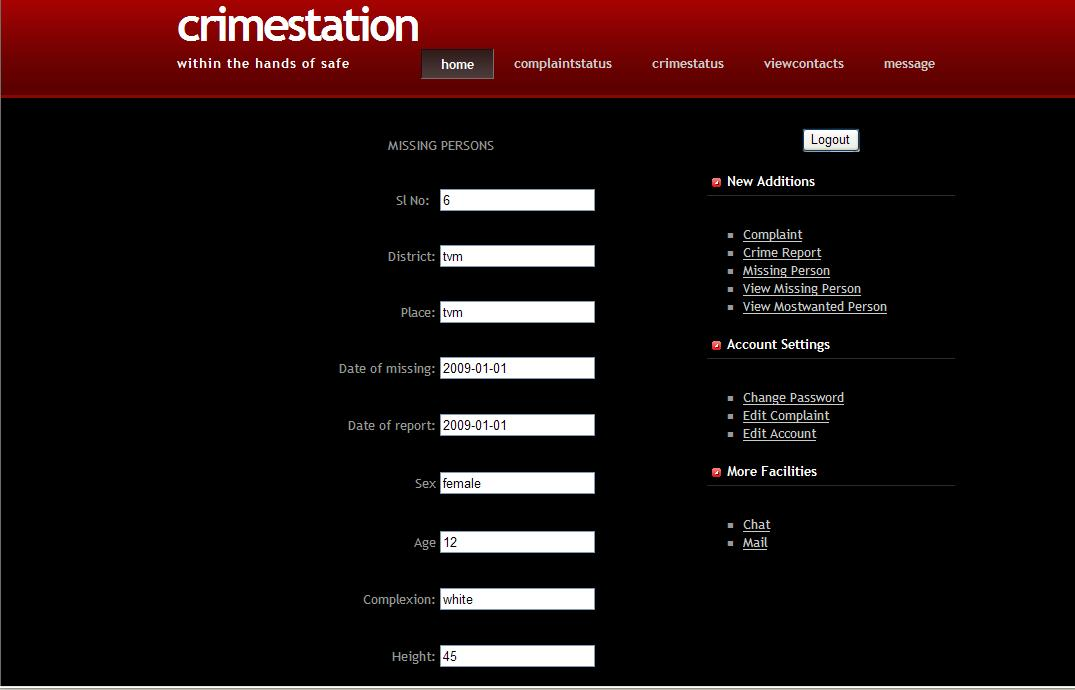 crimestation
within the hands of safe
home complaintstatus crimestatus viewcontacts message
MISSING PERSONS
Sl No: 6
District: tvm
Place: tvm
Date of missing: 2009-01-01
Date of report: 2009-01-01
Sex female
Age 12
Complexion: white
Height: 45
Logout
New Additions
Complaint
Crime Report
Missing Person
View Missing Person
View Mostwanted Person
Account Settings
Change Password
Edit Complaint
Edit Account
More Facilities
Chat
Mail